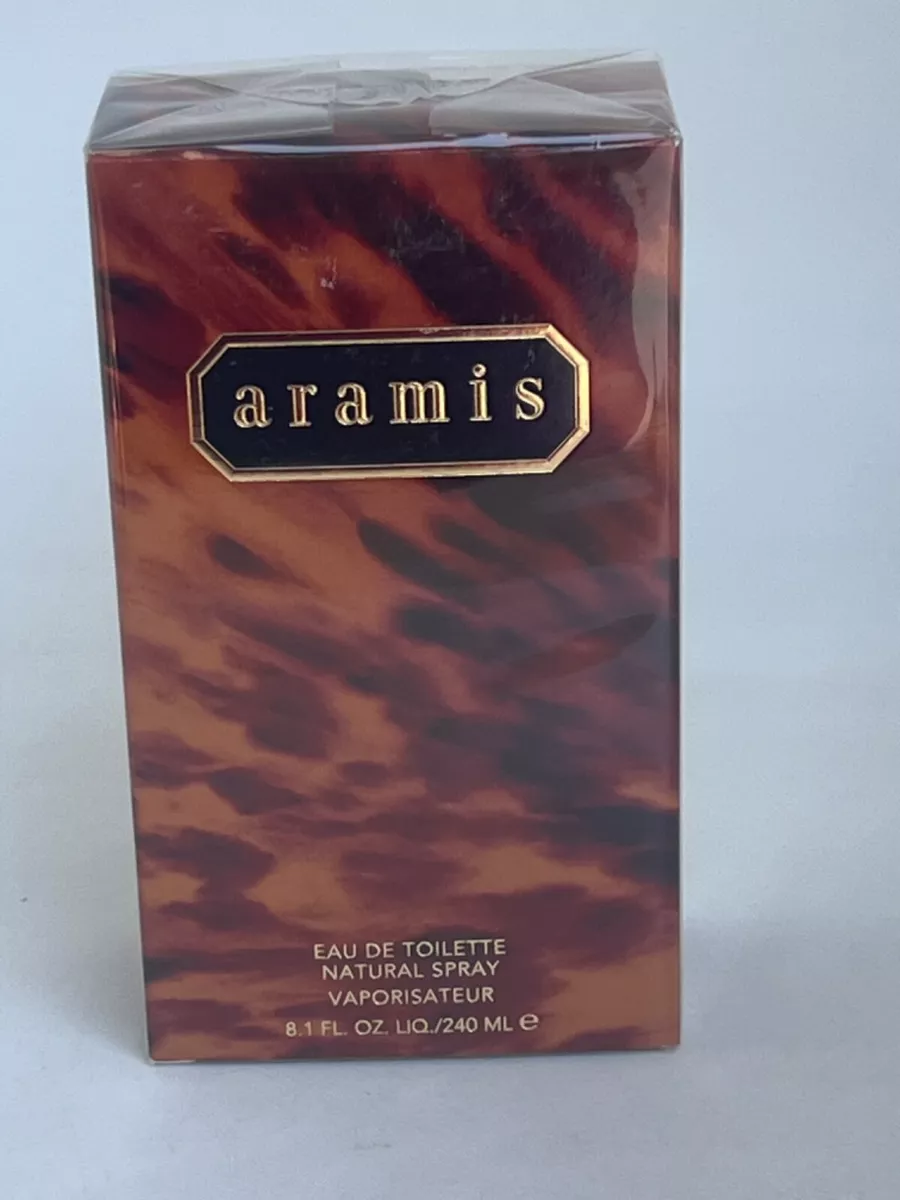 aramis
EAU DE TOILETTE
NATURAL SPRAY
VAPORISATEUR
8.1 FL. OZ. LIQ./240 ML ℮